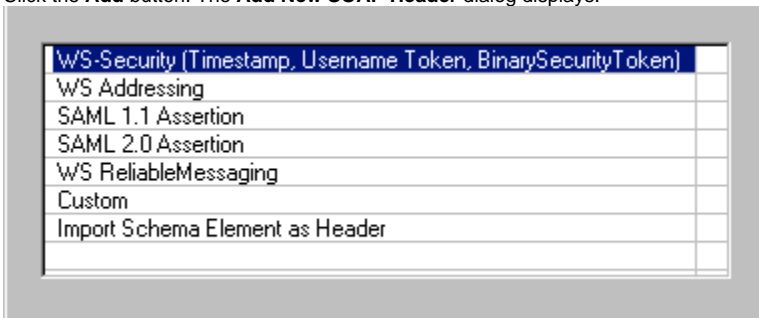 Click the Add button. The Add New SOAP Header dialog displays.
WS-Security (Timestamp, Username Token, BinarySecurityToken)
WS Addressing
SAML 1.1 Assertion
SAML 2.0 Assertion
WS ReliableMessaging
Custom
Import Schema Element as Header